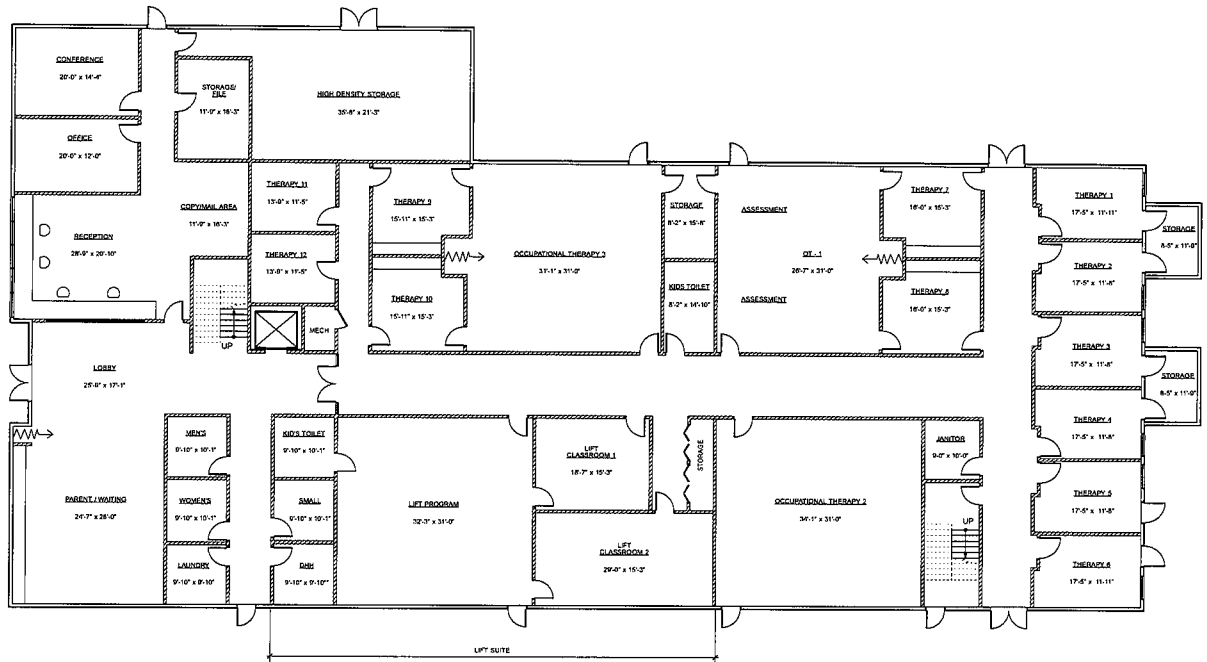 CONFERENCE
20'-0" x 14'-4"
STORAGE/
FILE
11'-9" x 16'-3"
HIGH DENSITY STORAGE
35'-8" x 21'-3"
OFFICE
20'-0" x 12'-0"
COPY/MAIL AREA
11'-9" x 16'-3"
RECEPTION
28'-9" x 20'-10"
THERAPY 11
13'-9" x 11'-5"
THERAPY 12
13'-9" x 11'-5"
THERAPY 9
15'-11" x 15'-3"
THERAPY 10
15'-11" x 15'-3"
OCCUPATIONAL THERAPY 3
31'-1" x 31'-0"
STORAGE
8'-2" x 15'-8"
KIDS TOILET
8'-2" x 14'-10"
ASSESSMENT
OT - 1
26'-7" x 31'-0"
ASSESSMENT
THERAPY 7
16'-0" x 15'-3"
THERAPY 8
16'-0" x 15'-3"
THERAPY 1
17'-5" x 11'-11"
STORAGE
8-5" x 11'-9"
THERAPY 2
17'-5" x 11'-8"
THERAPY 3
17'-5" x 11'-8"
STORAGE
8-5" x 11'-9"
THERAPY 4
17'-5" x 11'-8"
THERAPY 5
17'-5" x 11'-8"
THERAPY 6
17'-5" x 11'-11"
MECH
UP
LOBBY
25'-9" x 17'-1"
MEN'S
9'-10" x 10'-1"
KID'S TOILET
9'-10" x 10'-1"
PARENT / WAITING
24'-7" x 26'-0"
WOMEN'S
9'-10" x 10'-1"
SMALL
9'-10" x 10'-1"
LAUNDRY
9'-10" x 9'-10"
DHH
9'-10" x 9'-10"
LIFT PROGRAM
32'-3" x 31'-0"
LIFT
CLASSROOM 1
18'-7" x 15'-3"
STORAGE
LIFT
CLASSROOM 2
29'-0" x 15'-3"
OCCUPATIONAL THERAPY 2
34'-1" x 31'-0"
JANITOR
9'-0" x 10'-0"
UP
LIFT SUITE